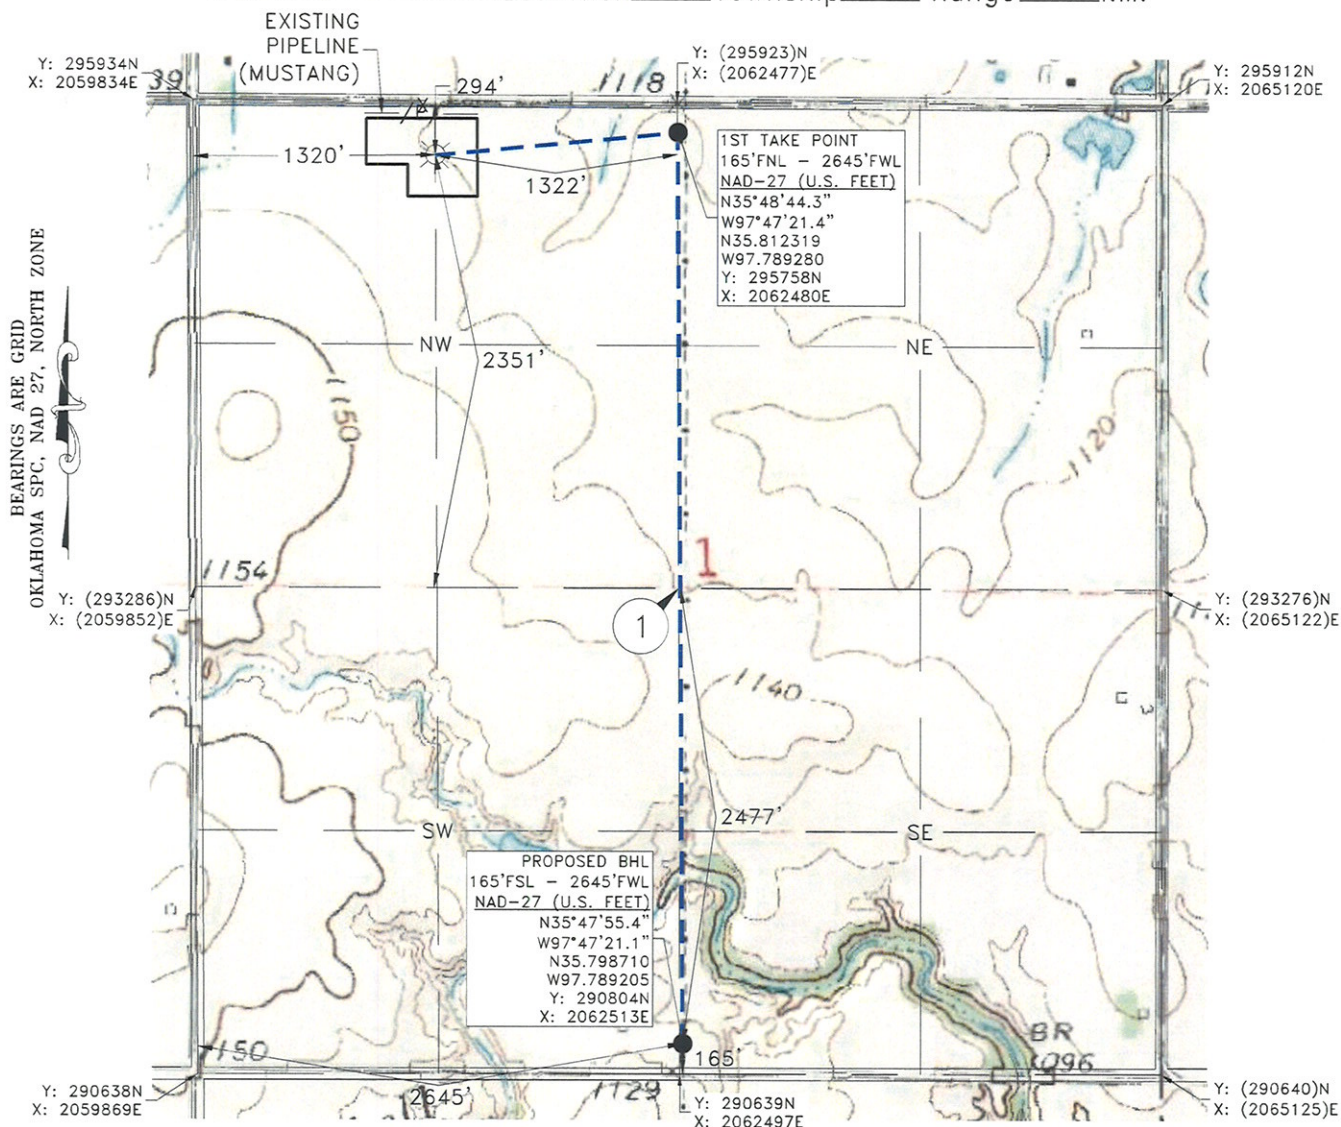 EXISTING
PIPELINE
(MUSTANG)
Y: 295934N
X: 2059834E
39
294'
1118
Y: (295923)N
X: (2062477)E
Y: 295912N
X: 2065120E
1320'
1322'
1ST TAKE POINT
165'FNL – 2645'FWL
NAD–27 (U.S. FEET)
N35°48'44.3"
W97°47'21.4"
N35.812319
W97.789280
Y: 295758N
X: 2062480E
BEARINGS ARE GRID
OKLAHOMA SPC, NAD 27, NORTH ZONE
NW
2351'
NE
1150
1120
1
1154
Y: (293286)N
X: (2059852)E
1
Y: (293276)N
X: (2065122)E
1140
SW
2477'
SE
PROPOSED BHL
165'FSL – 2645'FWL
NAD–27 (U.S. FEET)
N35°47'55.4"
W97°47'21.1"
N35.798710
W97.789205
Y: 290804N
X: 2062513E
BR
1096
150
165'
Y: 290638N
X: 2059869E
2645'
1129
Y: 290639N
X: 2062497E
Y: (290640)N
X: (2065125)E